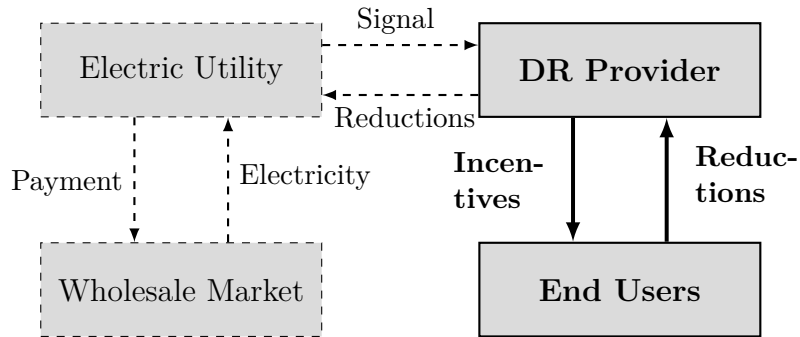 Signal
Electric Utility
DR Provider
Reductions
Payment
Electricity
Incen-
tives
Reduc-
tions
Wholesale Market
End Users